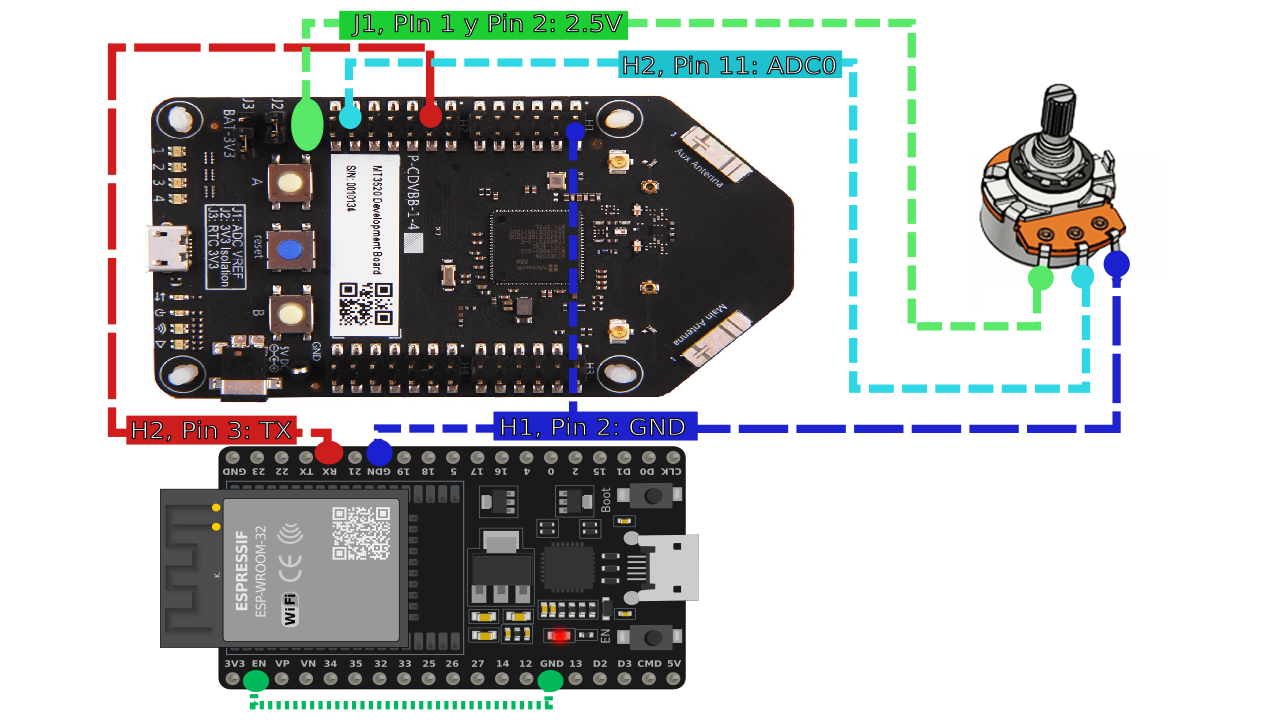 J1, PIn 1 y Pin 2: 2.5V
H2, Pin 11: ADC0
J3
J2
BAT-3V3
H2
H1
Aux Antenna
1
2
3
4
A
P-CDVBB-1-4
MT3620 Development Board
S/N: 0010134
J1: ADC VREF
J2: 3V3 Isolation
J3: RTC 3V3
reset
B
Main Antenna
GND
5V DC
H4
H3
H2, Pin 3: TX
H1, Pin 2: GND
GND 23 22 TX RX 21 GDN 19 18 5 17 16 4 0 2 15 D1 D0 CLK
Boot
ESPRESSIF
ESP-WROOM-32
CE
WiFi
EN
3V3 EN VP VN 34 35 32 33 25 26 27 14 12 GND 13 D2 D3 CMD 5V